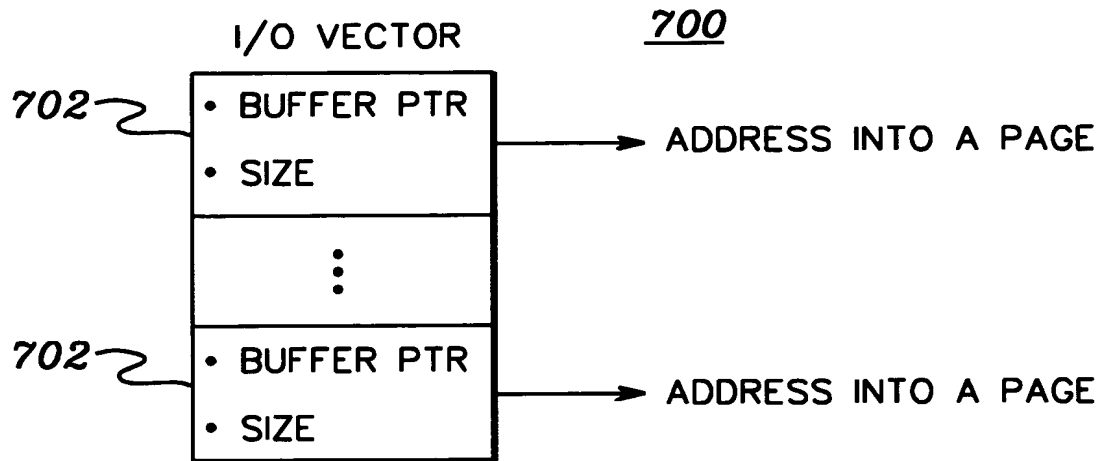 I/O VECTOR
700
702
• BUFFER PTR
• SIZE
ADDRESS INTO A PAGE
702
• BUFFER PTR
• SIZE
ADDRESS INTO A PAGE